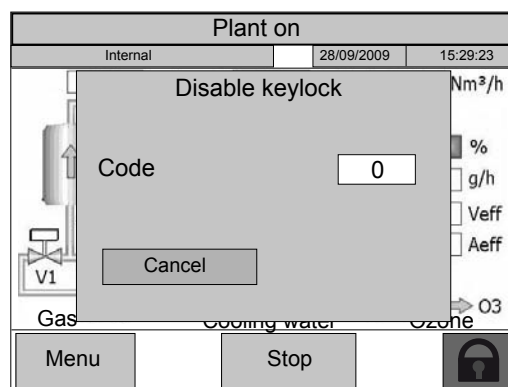 Plant on
Internal 28/09/2009 15:29:23
Disable keylock
Nm³/h
%
Code 0
g/h
Veff
Aeff
Cancel
V1
O3
Gas Cooling water Ozone
Menu Stop